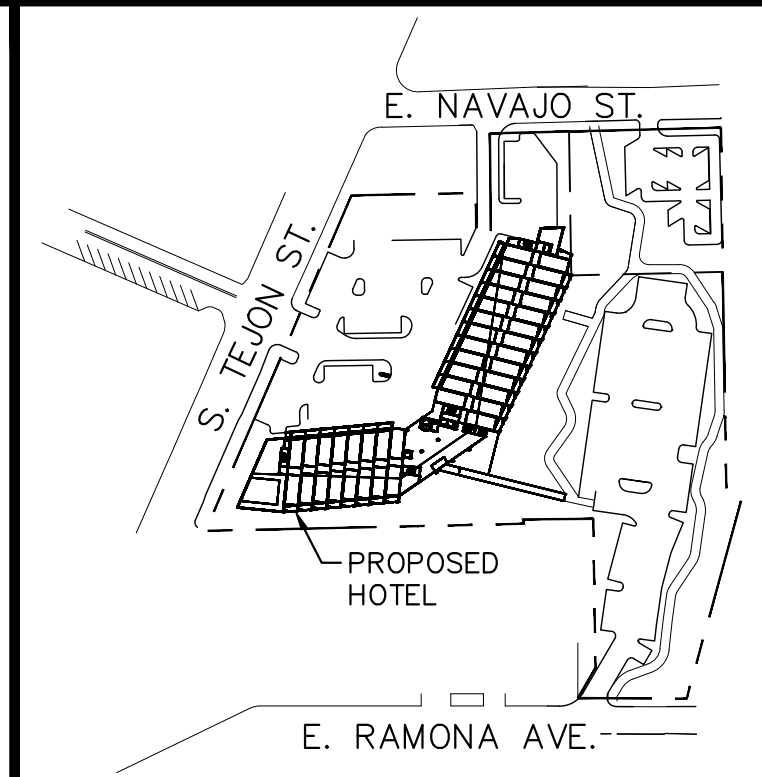 E. NAVAJO ST.
S. TEJON ST.
PROPOSED
HOTEL
E. RAMONA AVE.